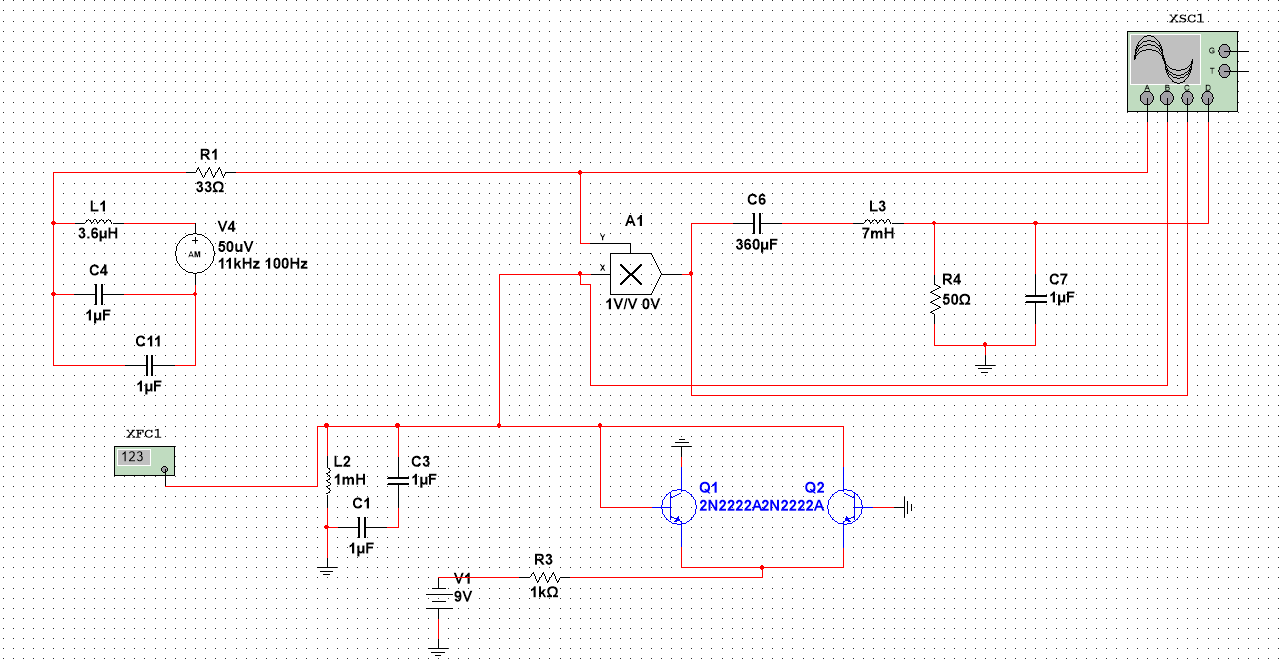 XSC1
G
T
A B C D
R1
33Ω
L1
3.6µH
V4
50uV
11kHz 100Hz
AM
C4
1µF
C11
1µF
A1
Y
X
1V/V 0V
C6
360µF
L3
7mH
R4
50Ω
C7
1µF
XFC1
123
L2
1mH
C3
1µF
C1
1µF
Q1
2N2222A
Q2
2N2222A
R3
1kΩ
V1
9V